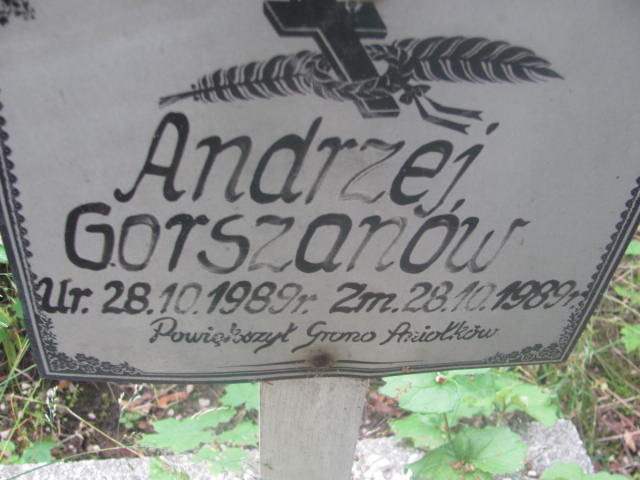 Andrzej
Gorszanów
Ur. 28.10.1989r. Zm. 28.10.1989r.
Powiększył Grono Aniołków